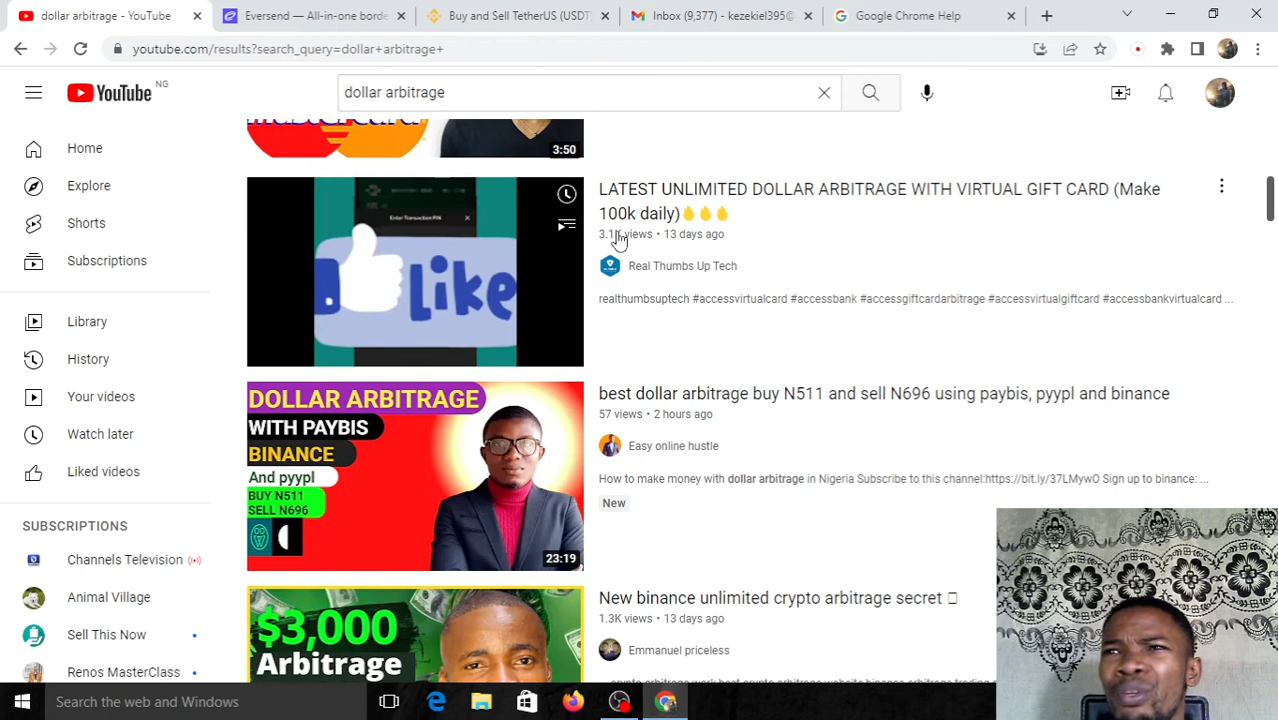 dollar arbitrage - YouTube
Eversend — All-in-one borde
Buy and Sell TetherUS (USDT)
Inbox (9,377) - kezekiel395@
Google Chrome Help
youtube.com/results?search_query=dollar+arbitrage+
YouTube NG
dollar arbitrage
3:50
Home
Explore
Shorts
Subscriptions
Library
History
Your videos
Watch later
Liked videos
SUBSCRIPTIONS
Channels Television
Animal Village
Sell This Now
Renos MasterClass
Enter Transaction PIN
Like
LATEST UNLIMITED DOLLAR ARBITRAGE WITH VIRTUAL GIFT CARD (Make
100k daily)
3.1K views • 13 days ago
Real Thumbs Up Tech
realthumbsuptech #accessvirtualcard #accessbank #accessgiftcardarbitrage #accessvirtualgiftcard #accessbankvirtualcard ...
DOLLAR ARBITRAGE
WITH PAYBIS
BINANCE
And pyypl
BUY N511
SELL N696
23:19
best dollar arbitrage buy N511 and sell N696 using paybis, pyypl and binance
57 views • 2 hours ago
Easy online hustle
How to make money with dollar arbitrage in Nigeria Subscribe to this channel:https://bit.ly/37LMywO Sign up to binance: ...
New
$3,000
Arbitrage
New binance unlimited crypto arbitrage secret
1.3K views • 13 days ago
Emmanuel priceless
Search the web and Windows